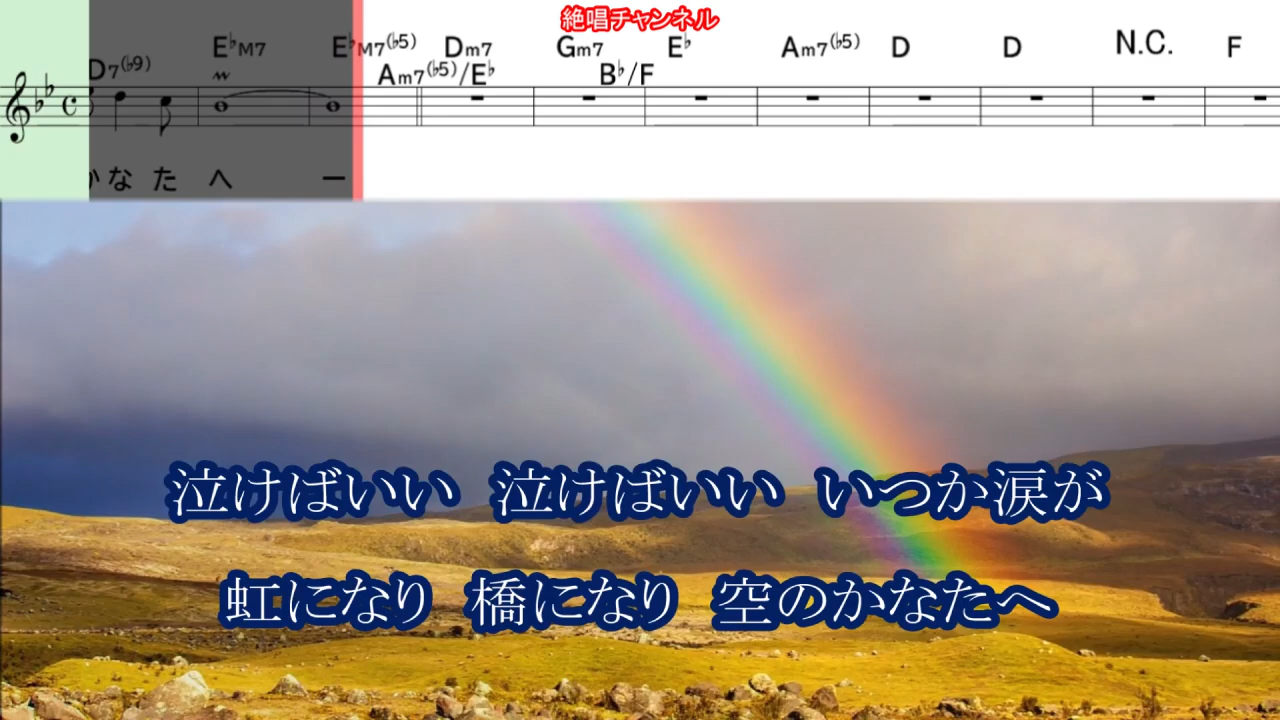 絶唱チャンネル
D7(♭9) E♭M7 E♭M7(♭5) Dm7 Gm7 E♭ Am7(♭5) D D N.C. F
Am7(♭5)/E♭ B♭/F
かなたへー
泣けばいい 泣けばいい いつか涙が
虹になり 橋になり 空のかなたへ